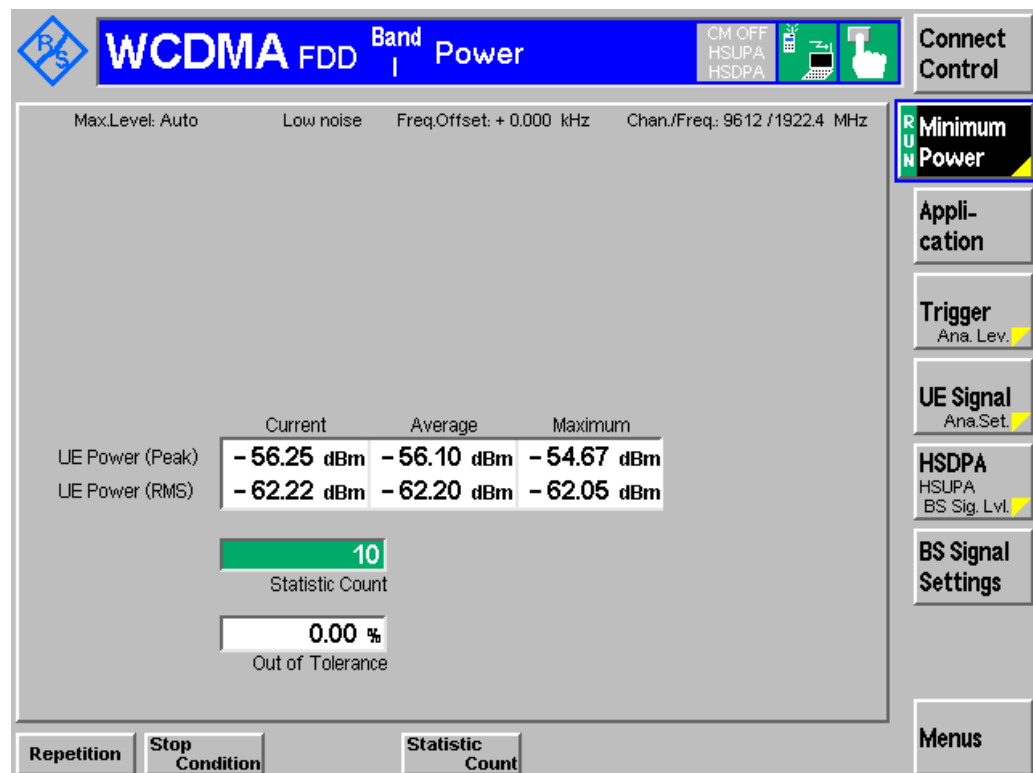 R&S WCDMA FDD Band I Power CM OFF HSUPA HSDPA
Connect Control
Max.Level: Auto Low noise Freq.Offset: + 0.000 kHz Chan./Freq.: 9612 / 1922.4 MHz
RUN Minimum Power
Appli-
cation
Trigger
Ana. Lev.
UE Signal
Ana.Set.
Current Average Maximum
UE Power (Peak) – 56.25 dBm – 56.10 dBm – 54.67 dBm
UE Power (RMS) – 62.22 dBm – 62.20 dBm – 62.05 dBm
HSDPA
HSUPA
BS Sig. Lvl.
10
Statistic Count
BS Signal
Settings
0.00 %
Out of Tolerance
Repetition
Stop
Condition
Statistic
Count
Menus